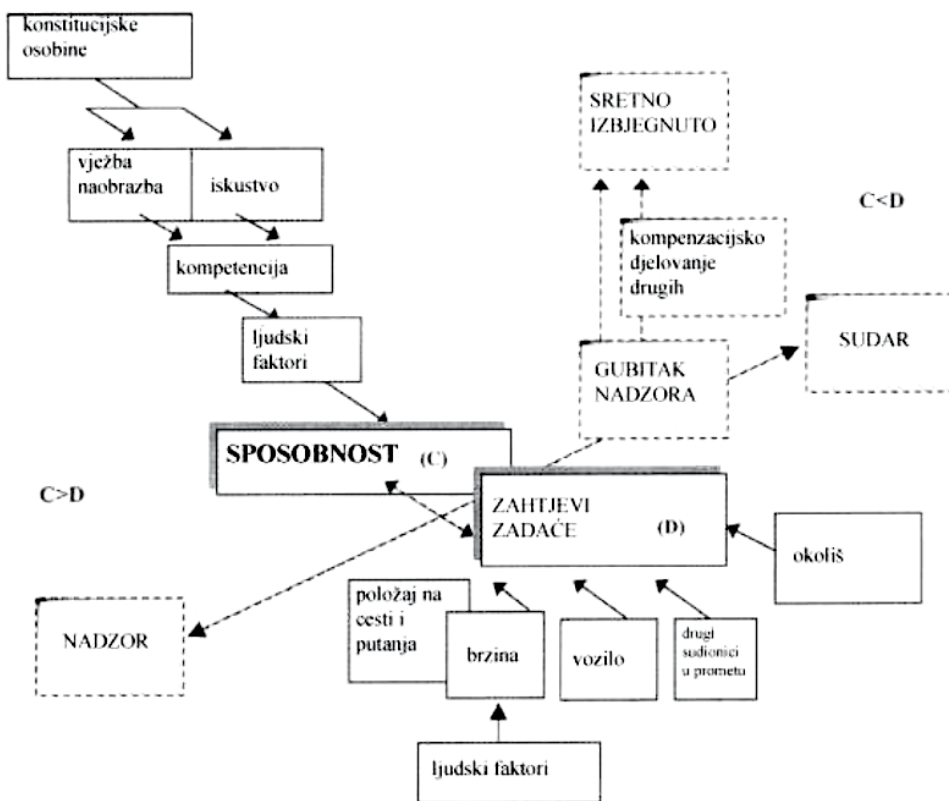 konstitucijske
osobine
vježba
naobrazba
iskustvo
kompetencija
ljudski
faktori
SRETNO
IZBJEGNUTO
C<D
kompenzacijsko
djelovanje
drugih
SUDAR
GUBITAK
NADZORA
SPOSOBNOST (C)
C>D
ZAHTJEVI
ZADAĆE (D)
okoliš
NADZOR
položaj na
cesti i
putanja
brzina
vozilo
drugi
sudionici
u prometu
ljudski faktori